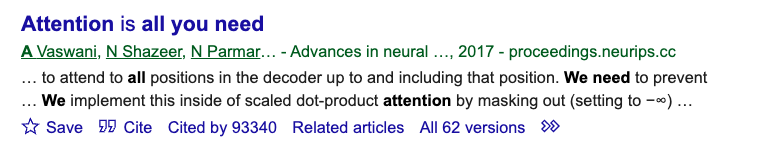 Attention is all you need
A Vaswani, N Shazeer, N Parmar… - Advances in neural …, 2017 - proceedings.neurips.cc
… to attend to all positions in the decoder up to and including that position. We need to prevent
… We implement this inside of scaled dot-product attention by masking out (setting to −∞) …
Save Cite Cited by 93340 Related articles All 62 versions